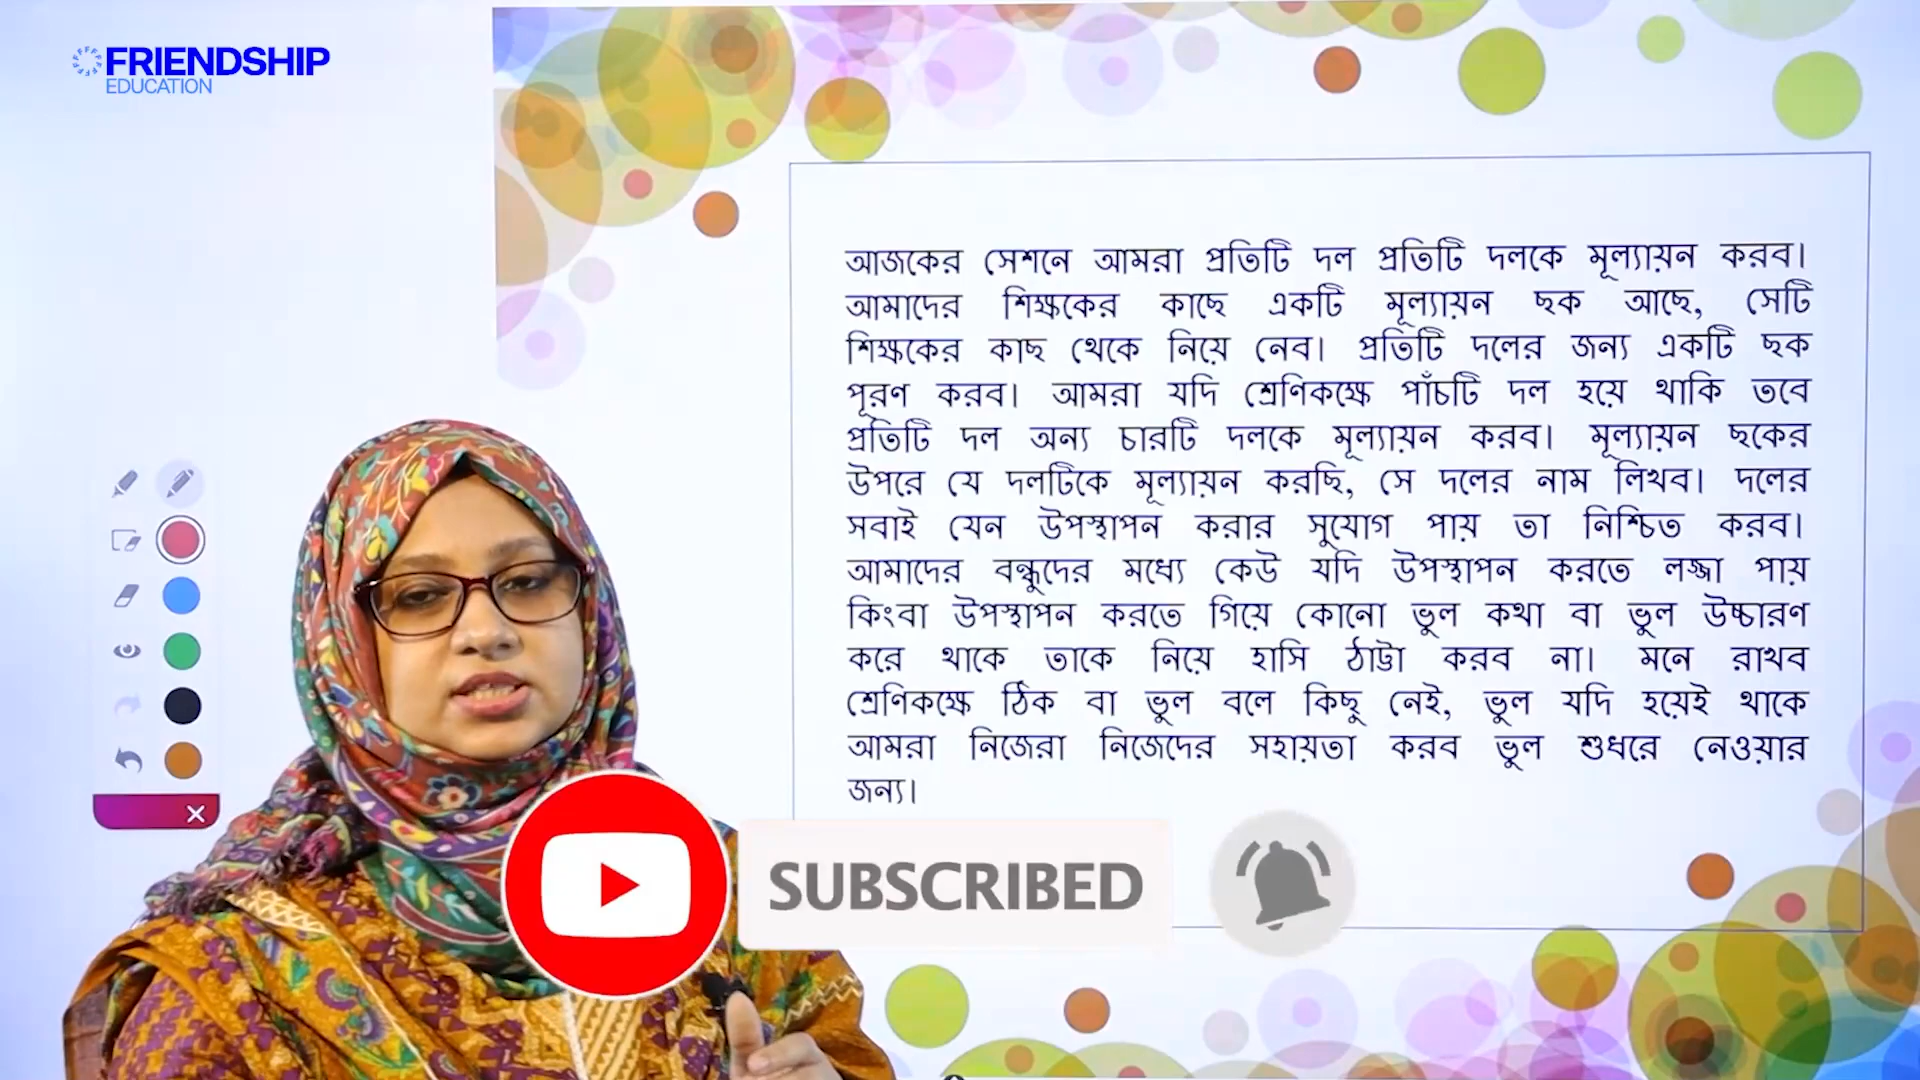 FRIENDSHIP
EDUCATION
আজকের সেশনে আমরা প্রতিটি দল প্রতিটি দলকে মূল্যায়ন করব।
আমাদের শিক্ষকের কাছে একটি মূল্যায়ন ছক আছে, সেটি
শিক্ষকের কাছ থেকে নিয়ে নেব। প্রতিটি দলের জন্য একটি ছক
পূরণ করব। আমরা যদি শ্রেণিকক্ষে পাঁচটি দল হয়ে থাকি তবে
প্রতিটি দল অন্য চারটি দলকে মূল্যায়ন করব। মূল্যায়ন ছকের
উপরে যে দলটিকে মূল্যায়ন করছি, সে দলের নাম লিখব। দলের
সবাই যেন উপস্থাপন করার সুযোগ পায় তা নিশ্চিত করব।
আমাদের বন্ধুদের মধ্যে কেউ যদি উপস্থাপন করতে লজ্জা পায়
কিংবা উপস্থাপন করতে গিয়ে কোনো ভুল কথা বা ভুল উচ্চারণ
করে থাকে তাকে নিয়ে হাসি ঠাট্টা করব না। মনে রাখব
শ্রেণিকক্ষে ঠিক বা ভুল বলে কিছু নেই, ভুল যদি হয়েই থাকে
আমরা নিজেরা নিজেদের সহায়তা করব ভুল শুধরে নেওয়ার
জন্য।
SUBSCRIBED